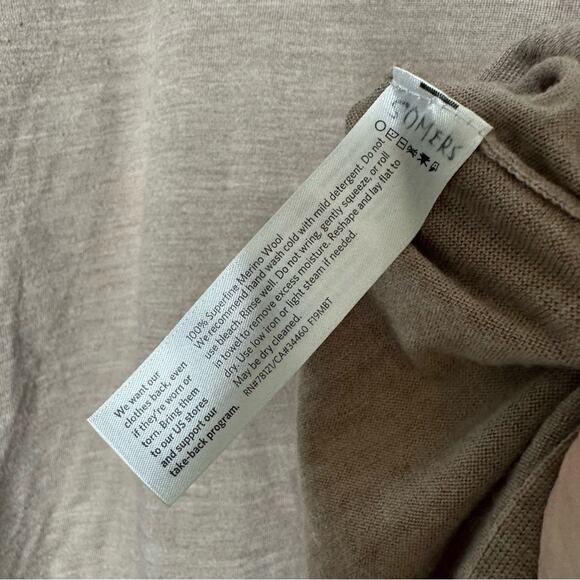 SOMERS
100% Superfine Merino Wool
We recommend hand wash cold with mild detergent. Do not
use bleach. Rinse well. Do not wring, gently squeeze, or roll
in towel to remove excess moisture. Reshape and lay flat to
dry. Use low iron or light steam if needed.
May be dry cleaned.
RN#78121/CA#34460 F19MBT
We want our
clothes back, even
if they're worn or
torn. Bring them
to our US stores
and support our
take-back program.